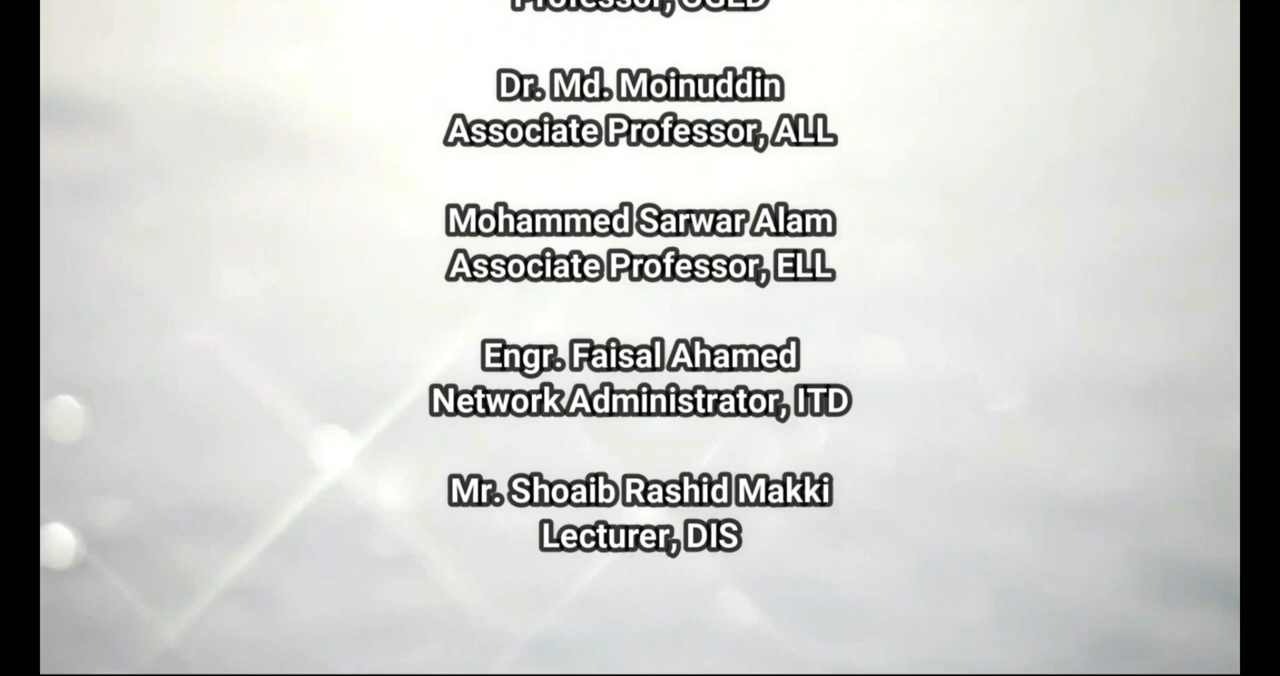 Dr. Md. Moinuddin
Associate Professor, ALL
Mohammed Sarwar Alam
Associate Professor, ELL
Engr. Faisal Ahamed
Network Administrator, ITD
Mr. Shoaib Rashid Makki
Lecturer, DIS